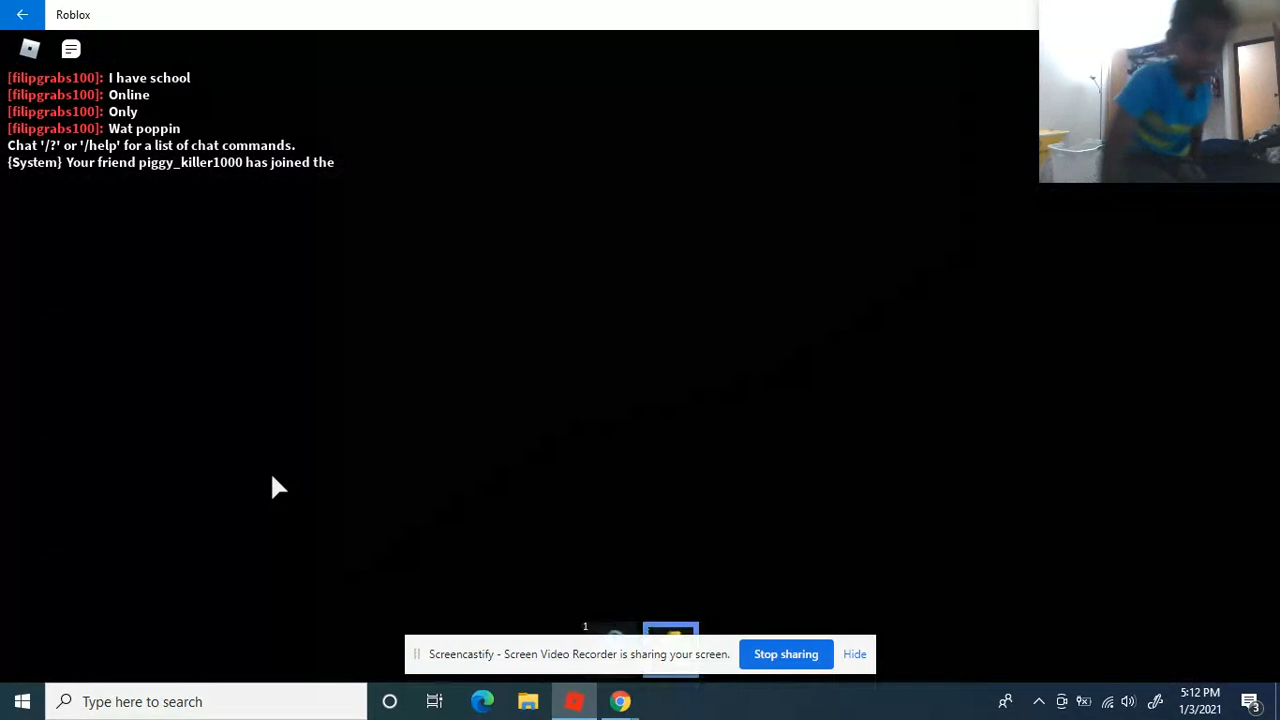 Roblox
[filipgrabs100]: I have school
[filipgrabs100]: Online
[filipgrabs100]: Only
[filipgrabs100]: Wat poppin
Chat '/?' or '/help' for a list of chat commands.
{System} Your friend piggy_killer1000 has joined the
1
Screencastify - Screen Video Recorder is sharing your screen.
Stop sharing
Hide
Type here to search
5:12 PM
1/3/2021
3